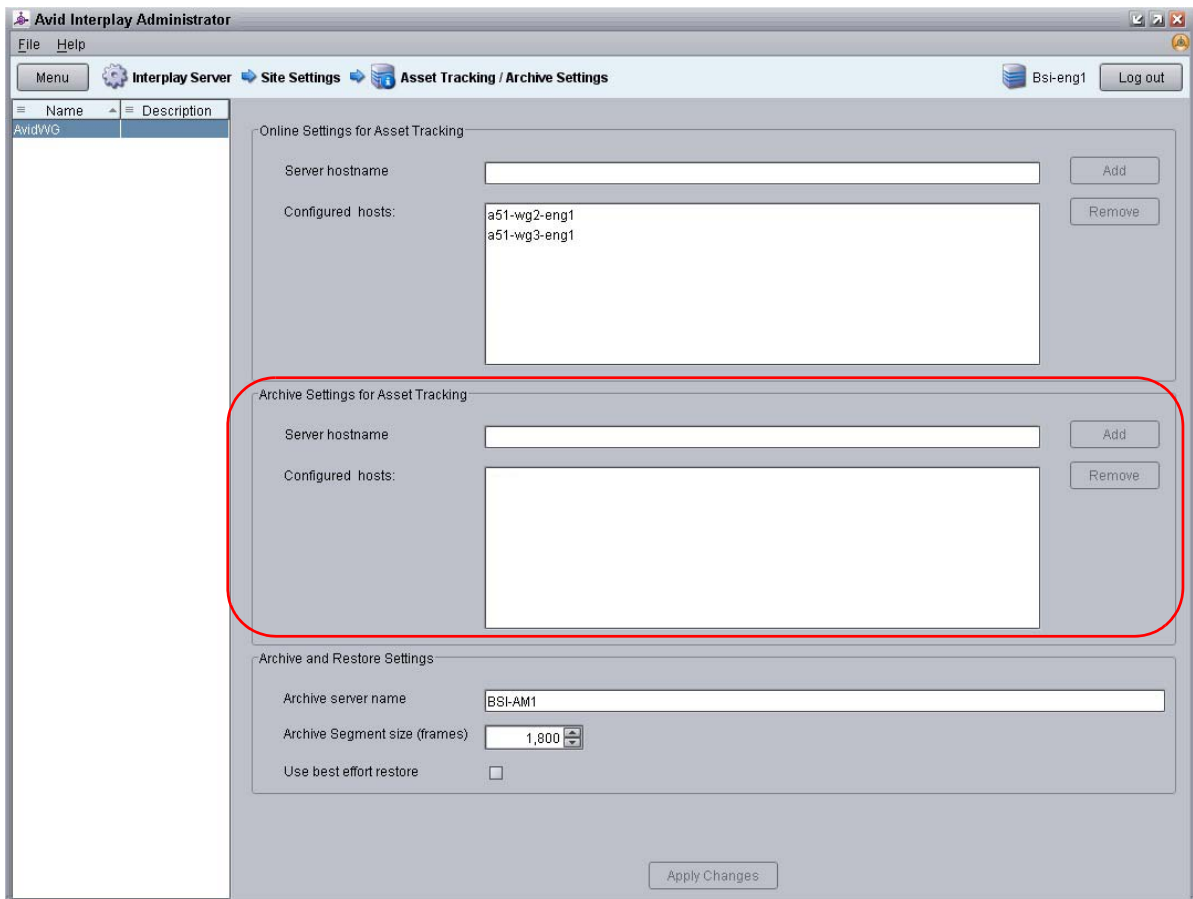 Avid Interplay Administrator
File Help
Menu Interplay Server Site Settings Asset Tracking / Archive Settings Bsi-eng1 Log out
Name Description
AvidWG
Online Settings for Asset Tracking
Server hostname Add
Configured hosts: Remove
a51-wg2-eng1
a51-wg3-eng1
Archive Settings for Asset Tracking
Server hostname Add
Configured hosts: Remove
Archive and Restore Settings
Archive server name BSI-AM1
Archive Segment size (frames) 1,800
Use best effort restore
Apply Changes